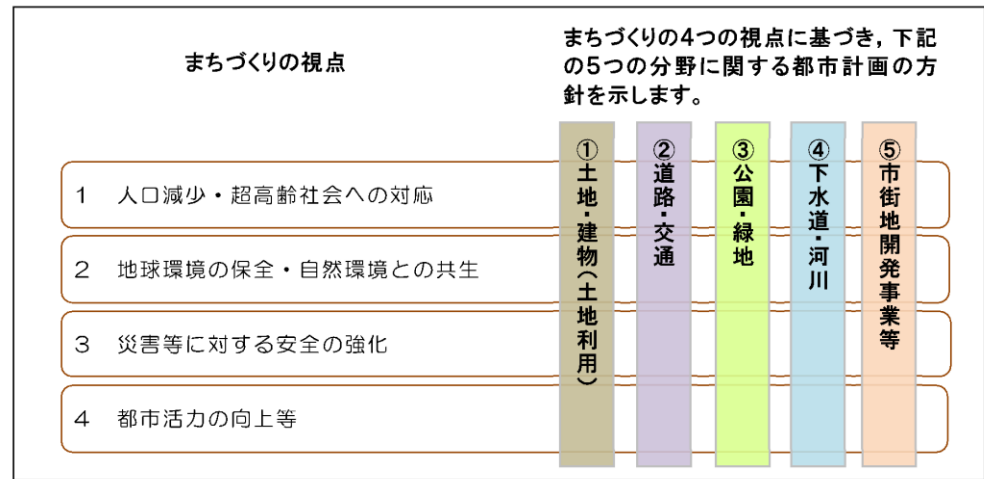 まちづくりの視点
まちづくりの4つの視点に基づき，下記
の5つの分野に関する都市計画の方
針を示します。
①土地・建物（土地利用）
②道路・交通
③公園・緑地
④下水道・河川
⑤市街地開発事業等
1 人口減少・超高齢社会への対応
2 地球環境の保全・自然環境との共生
3 災害等に対する安全の強化
4 都市活力の向上等